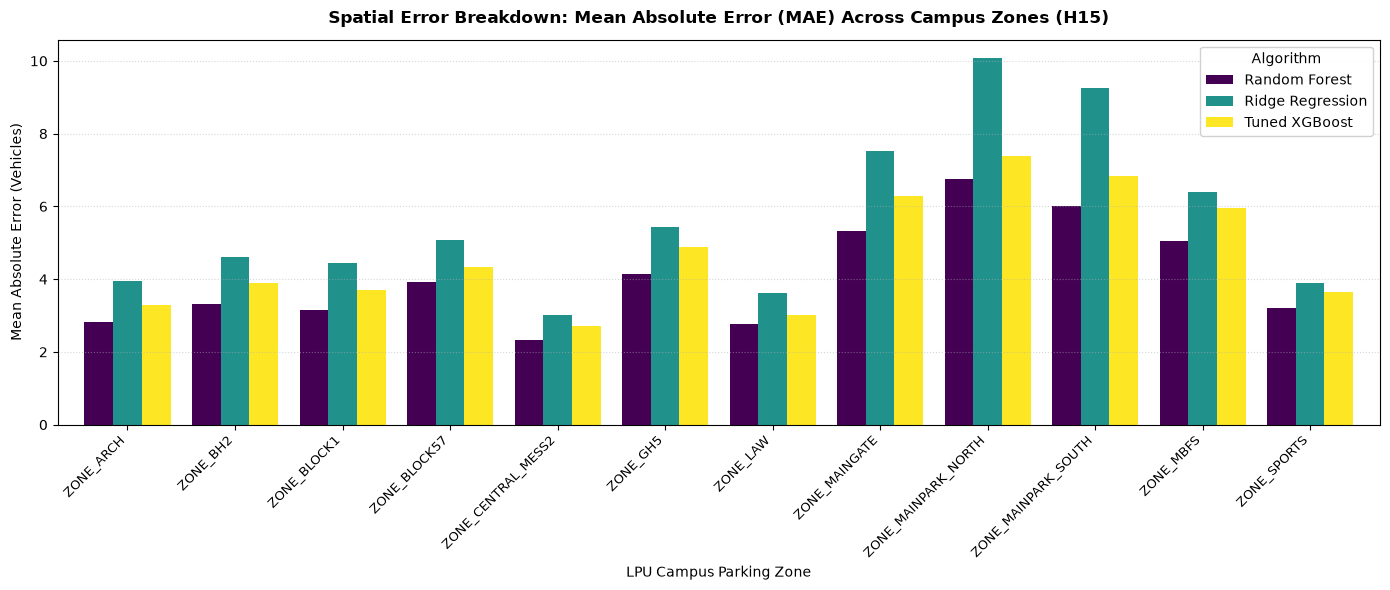 Spatial Error Breakdown: Mean Absolute Error (MAE) Across Campus Zones (H15)
Mean Absolute Error (Vehicles)
10
8
6
4
2
0
Algorithm
Random Forest
Ridge Regression
Tuned XGBoost
ZONE_ARCH
ZONE_BH2
ZONE_BLOCK1
ZONE_BLOCK57
ZONE_CENTRAL_MESS2
ZONE_GH5
ZONE_LAW
ZONE_MAINGATE
ZONE_MAINPARK_NORTH
ZONE_MAINPARK_SOUTH
ZONE_MBFS
ZONE_SPORTS
LPU Campus Parking Zone